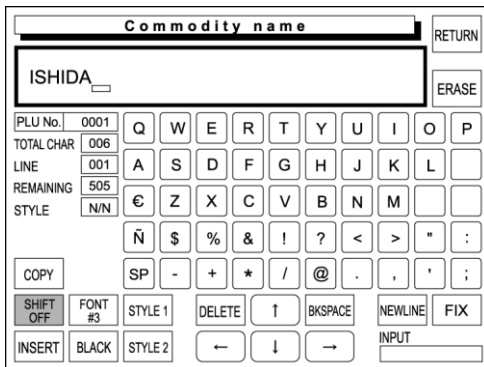 Commodity name
RETURN
ISHIDA_
ERASE
PLU No. 0001
TOTAL CHAR 006
LINE 001
REMAINING 505
STYLE N/N
Q W E R T Y U I O P
A S D F G H J K L
€ Z X C V B N M
Ñ $ % & ! ? < > " :
COPY SP - + * / @ . , ' ;
SHIFT OFF FONT #3 STYLE 1 DELETE ↑ BKSPACE NEWLINE FIX
INSERT BLACK STYLE 2 ← ↓ → INPUT